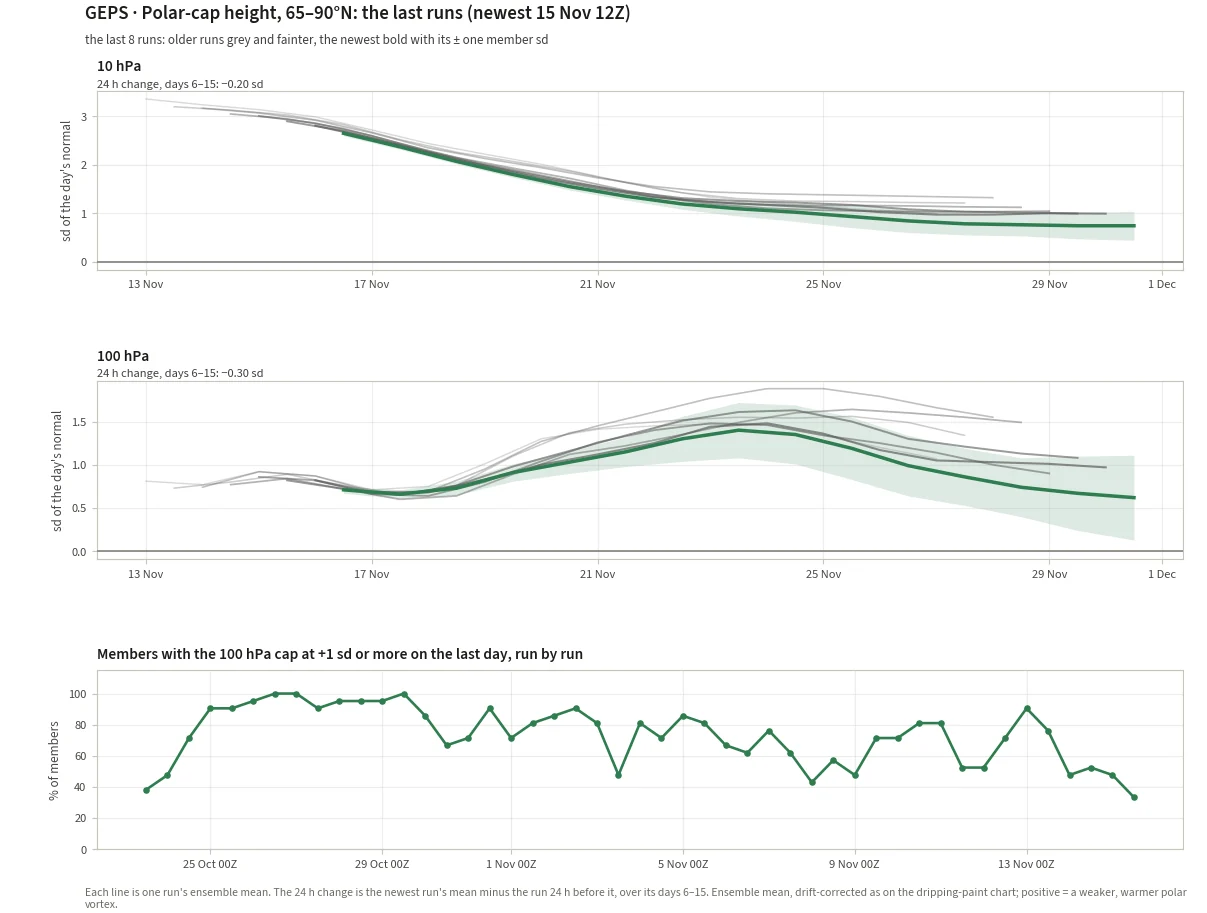 GEPS · Polar-cap height, 65–90°N: the last runs (newest 15 Nov 12Z)
the last 8 runs: older runs grey and fainter, the newest bold with its ± one member sd
10 hPa
24 h change, days 6–15: −0.20 sd
sd of the day's normal
3
2
1
0
13 Nov
17 Nov
21 Nov
25 Nov
29 Nov
1 Dec
100 hPa
24 h change, days 6–15: −0.30 sd
sd of the day's normal
1.5
1.0
0.5
0.0
13 Nov
17 Nov
21 Nov
25 Nov
29 Nov
1 Dec
Members with the 100 hPa cap at +1 sd or more on the last day, run by run
% of members
100
80
60
40
20
0
25 Oct 00Z
29 Oct 00Z
1 Nov 00Z
5 Nov 00Z
9 Nov 00Z
13 Nov 00Z
Each line is one run's ensemble mean. The 24 h change is the newest run's mean minus the run 24 h before it, over its days 6–15. Ensemble mean, drift-corrected as on the dripping-paint chart; positive = a weaker, warmer polar
vortex.